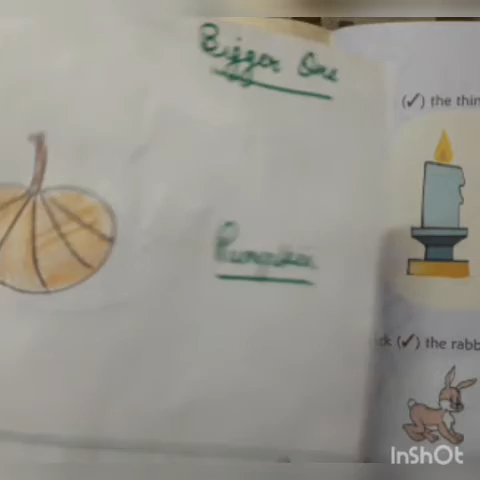 Bigger One
(✓) the thin
Pumpkin
ck (✓) the rabb
InShOt